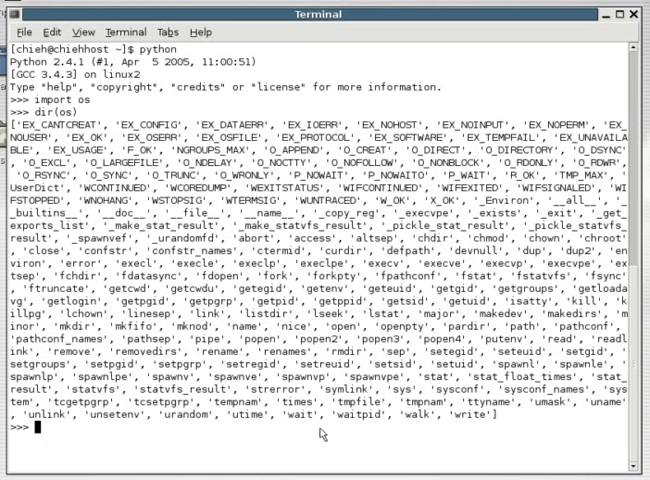 Terminal
File Edit View Terminal Tabs Help
[chieh@chiehhost ~]$ python
Python 2.4.1 (#1, Apr  5 2005, 11:00:51)
[GCC 3.4.3] on linux2
Type "help", "copyright", "credits" or "license" for more information.
>>> import os
>>> dir(os)
['EX_CANTCREAT', 'EX_CONFIG', 'EX_DATAERR', 'EX_IOERR', 'EX_NOHOST', 'EX_NOINPUT', 'EX_NOPERM', 'EX_
NOUSER', 'EX_OK', 'EX_OSERR', 'EX_OSFILE', 'EX_PROTOCOL', 'EX_SOFTWARE', 'EX_TEMPFAIL', 'EX_UNAVAILA
BLE', 'EX_USAGE', 'F_OK', 'NGROUPS_MAX', 'O_APPEND', 'O_CREAT', 'O_DIRECT', 'O_DIRECTORY', 'O_DSYNC'
, 'O_EXCL', 'O_LARGEFILE', 'O_NDELAY', 'O_NOCTTY', 'O_NOFOLLOW', 'O_NONBLOCK', 'O_RDONLY', 'O_RDWR',
 'O_RSYNC', 'O_SYNC', 'O_TRUNC', 'O_WRONLY', 'P_NOWAIT', 'P_NOWAITO', 'P_WAIT', 'R_OK', 'TMP_MAX', '
UserDict', 'WCONTINUED', 'WCOREDUMP', 'WEXITSTATUS', 'WIFCONTINUED', 'WIFEXITED', 'WIFSIGNALED', 'WI
FSTOPPED', 'WNOHANG', 'WSTOPSIG', 'WTERMSIG', 'WUNTRACED', 'W_OK', 'X_OK', '_Environ', '__all__', '_
_builtins__', '__doc__', '__file__', '__name__', '_copy_reg', '_execvpe', '_exists', '_exit', '_get_
exports_list', '_make_stat_result', '_make_statvfs_result', '_pickle_stat_result', '_pickle_statvfs_
result', '_spawnvef', '_urandomfd', 'abort', 'access', 'altsep', 'chdir', 'chmod', 'chown', 'chroot'
, 'close', 'confstr', 'confstr_names', 'ctermid', 'curdir', 'defpath', 'devnull', 'dup', 'dup2', 'en
viron', 'error', 'execl', 'execle', 'execlp', 'execlpe', 'execv', 'execve', 'execvp', 'execvpe', 'ex
tsep', 'fchdir', 'fdatasync', 'fdopen', 'fork', 'forkpty', 'fpathconf', 'fstat', 'fstatvfs', 'fsync'
, 'ftruncate', 'getcwd', 'getcwdu', 'getegid', 'getenv', 'geteuid', 'getgid', 'getgroups', 'getloada
vg', 'getlogin', 'getpgid', 'getpgrp', 'getpid', 'getppid', 'getsid', 'getuid', 'isatty', 'kill', 'k
illpg', 'lchown', 'linesep', 'link', 'listdir', 'lseek', 'lstat', 'major', 'makedev', 'makedirs', 'm
inor', 'mkdir', 'mkfifo', 'mknod', 'name', 'nice', 'open', 'openpty', 'pardir', 'path', 'pathconf',
'pathconf_names', 'pathsep', 'pipe', 'popen', 'popen2', 'popen3', 'popen4', 'putenv', 'read', 'readl
ink', 'remove', 'removedirs', 'rename', 'renames', 'rmdir', 'sep', 'setegid', 'seteuid', 'setgid', '
setgroups', 'setpgid', 'setpgrp', 'setregid', 'setreuid', 'setsid', 'setuid', 'spawnl', 'spawnle', '
spawnlp', 'spawnlpe', 'spawnv', 'spawnve', 'spawnvp', 'spawnvpe', 'stat', 'stat_float_times', 'stat_
result', 'statvfs', 'statvfs_result', 'strerror', 'symlink', 'sys', 'sysconf', 'sysconf_names', 'sys
tem', 'tcgetpgrp', 'tcsetpgrp', 'tempnam', 'times', 'tmpfile', 'tmpnam', 'ttyname', 'umask', 'uname'
, 'unlink', 'unsetenv', 'urandom', 'utime', 'wait', 'waitpid', 'walk', 'write']
>>>